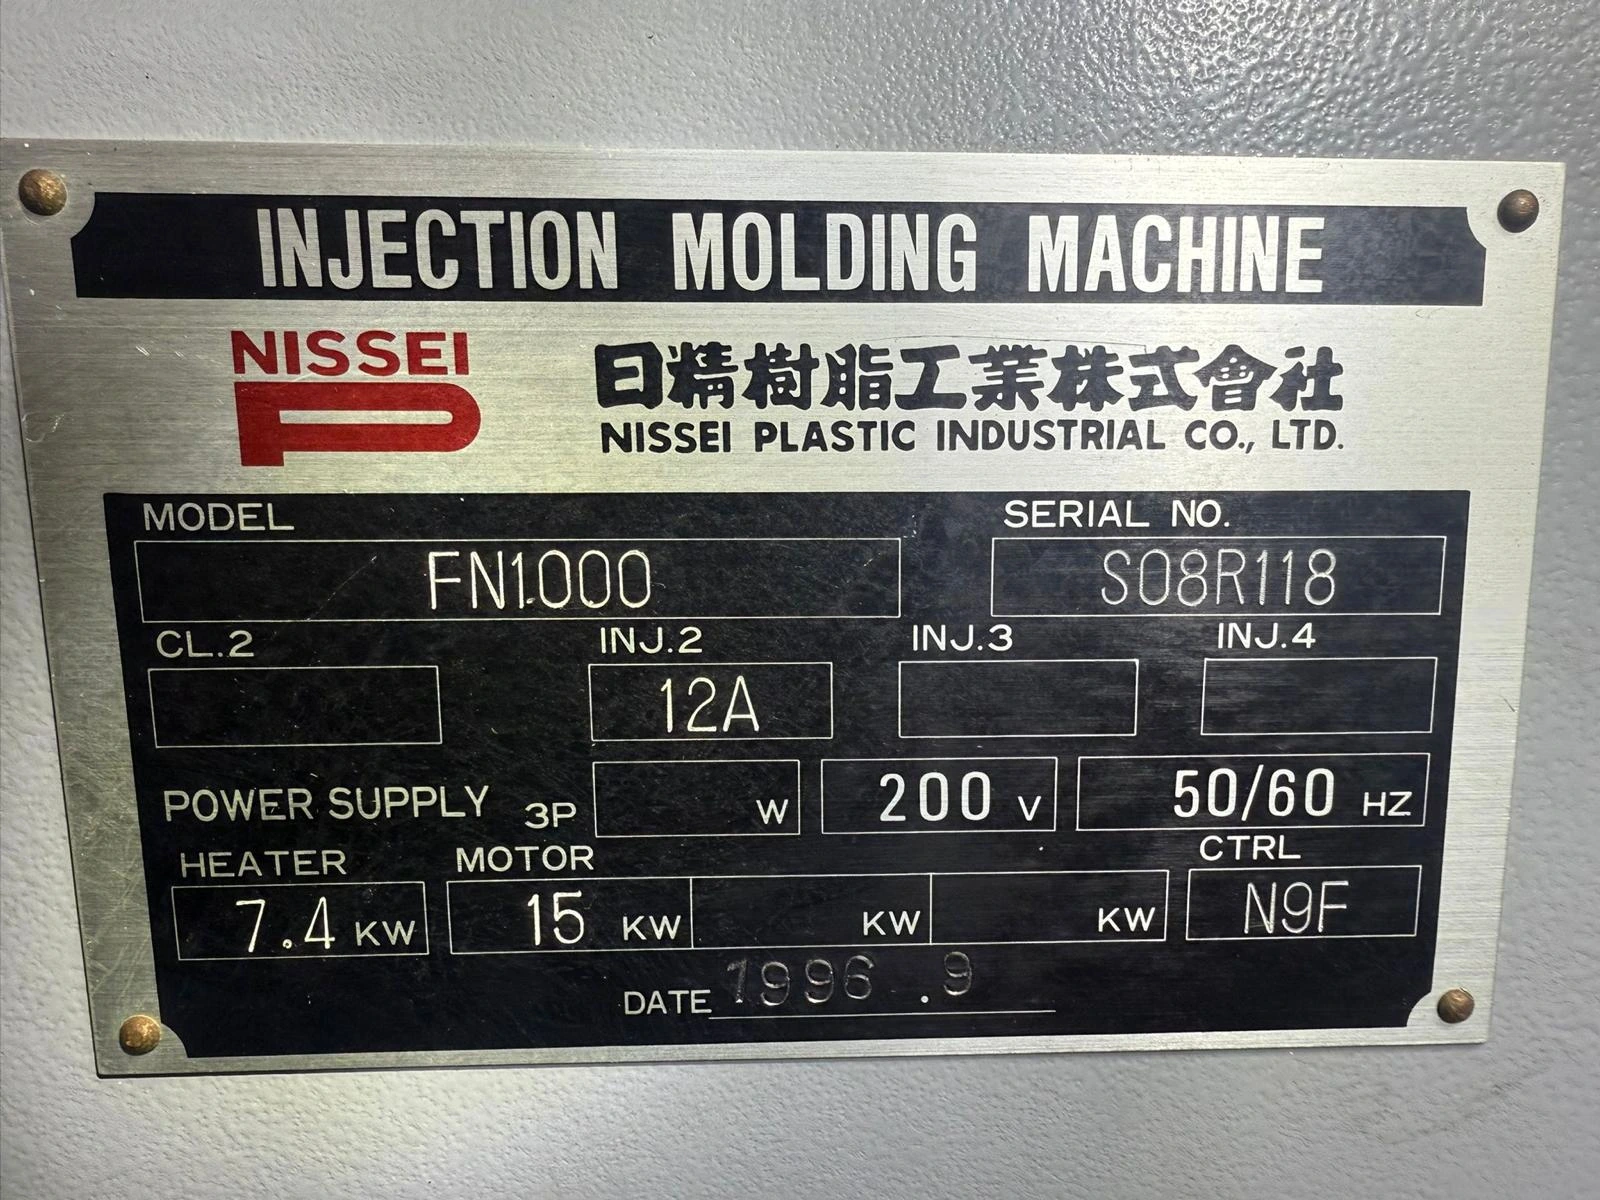 INJECTION MOLDING MACHINE
NISSEI
P
日精樹脂工業株式會社
NISSEI PLASTIC INDUSTRIAL CO., LTD.
MODEL SERIAL NO.
FN1000 S08R118
CL.2 INJ.2 INJ.3 INJ.4
12A
POWER SUPPLY 3P W 200 V 50/60 HZ
HEATER MOTOR CTRL
7.4 KW 15 KW KW KW N9F
DATE 1996 .9